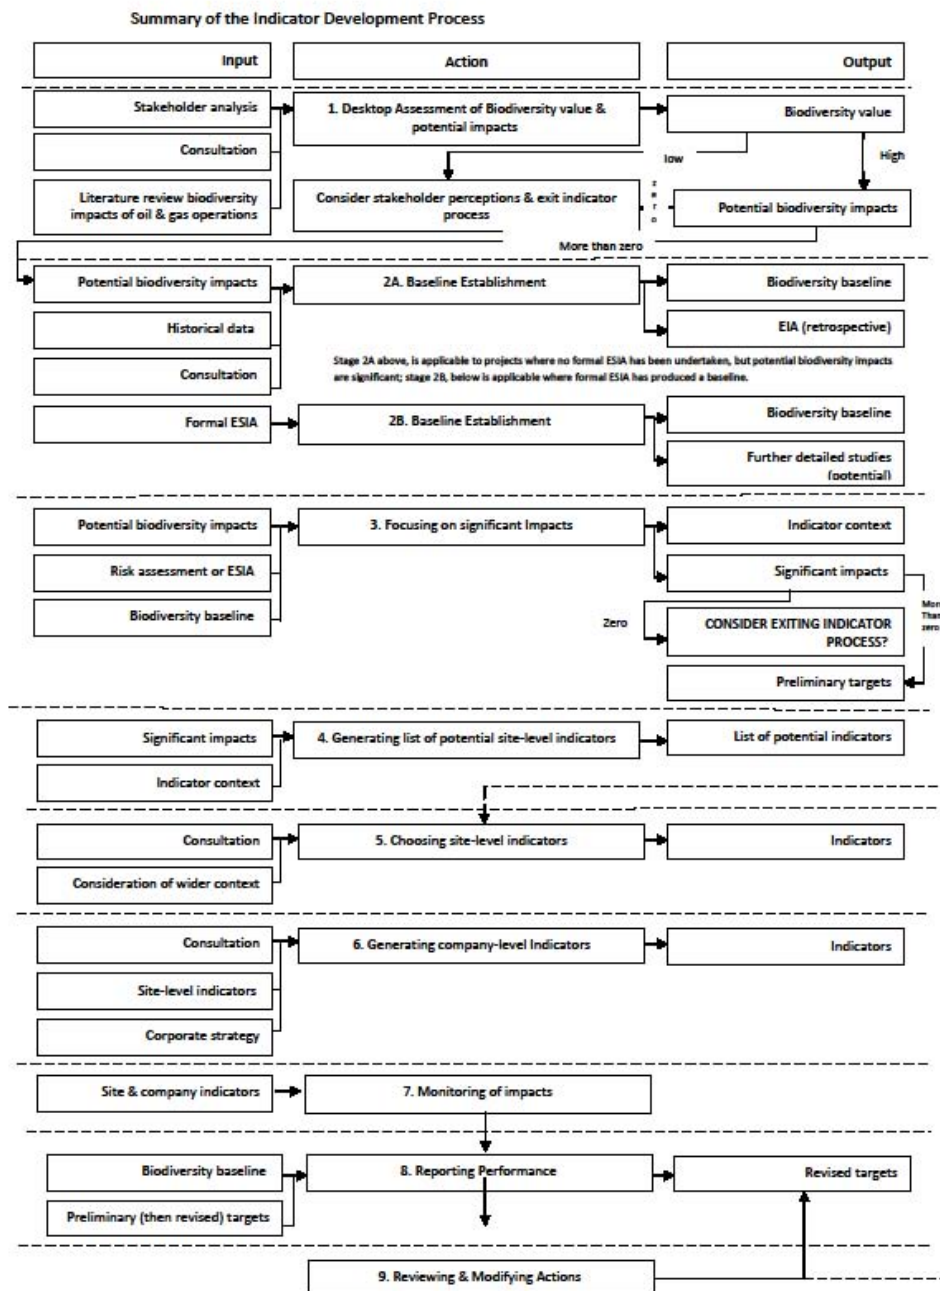 Summary of the Indicator Development Process
Input
Action
Output
Stakeholder analysis
1. Desktop Assessment of Biodiversity value &
potential impacts
Biodiversity value
Consultation
low
High
Literature review biodiversity
impacts of oil & gas operations
Consider stakeholder perceptions & exit indicator
process
zero
Potential biodiversity impacts
More than zero
Potential biodiversity impacts
2A. Baseline Establishment
Biodiversity baseline
Historical data
EIA (retrospective)
Consultation
Stage 2A above, is applicable to projects where no formal ESIA has been undertaken, but potential biodiversity impacts
are significant; stage 2B, below is applicable where formal ESIA has produced a baseline.
Formal ESIA
2B. Baseline Establishment
Biodiversity baseline
Further detailed studies
(potential)
Potential biodiversity impacts
3. Focusing on significant Impacts
Indicator context
Risk assessment or ESIA
Significant impacts
Biodiversity baseline
Zero
CONSIDER EXITING INDICATOR
PROCESS?
More
Than
zero
Preliminary targets
Significant impacts
4. Generating list of potential site-level indicators
List of potential indicators
Indicator context
Consultation
5. Choosing site-level indicators
Indicators
Consideration of wider context
Consultation
6. Generating company-level Indicators
Indicators
Site-level indicators
Corporate strategy
Site & company indicators
7. Monitoring of impacts
Biodiversity baseline
8. Reporting Performance
Revised targets
Preliminary (then revised) targets
9. Reviewing & Modifying Actions